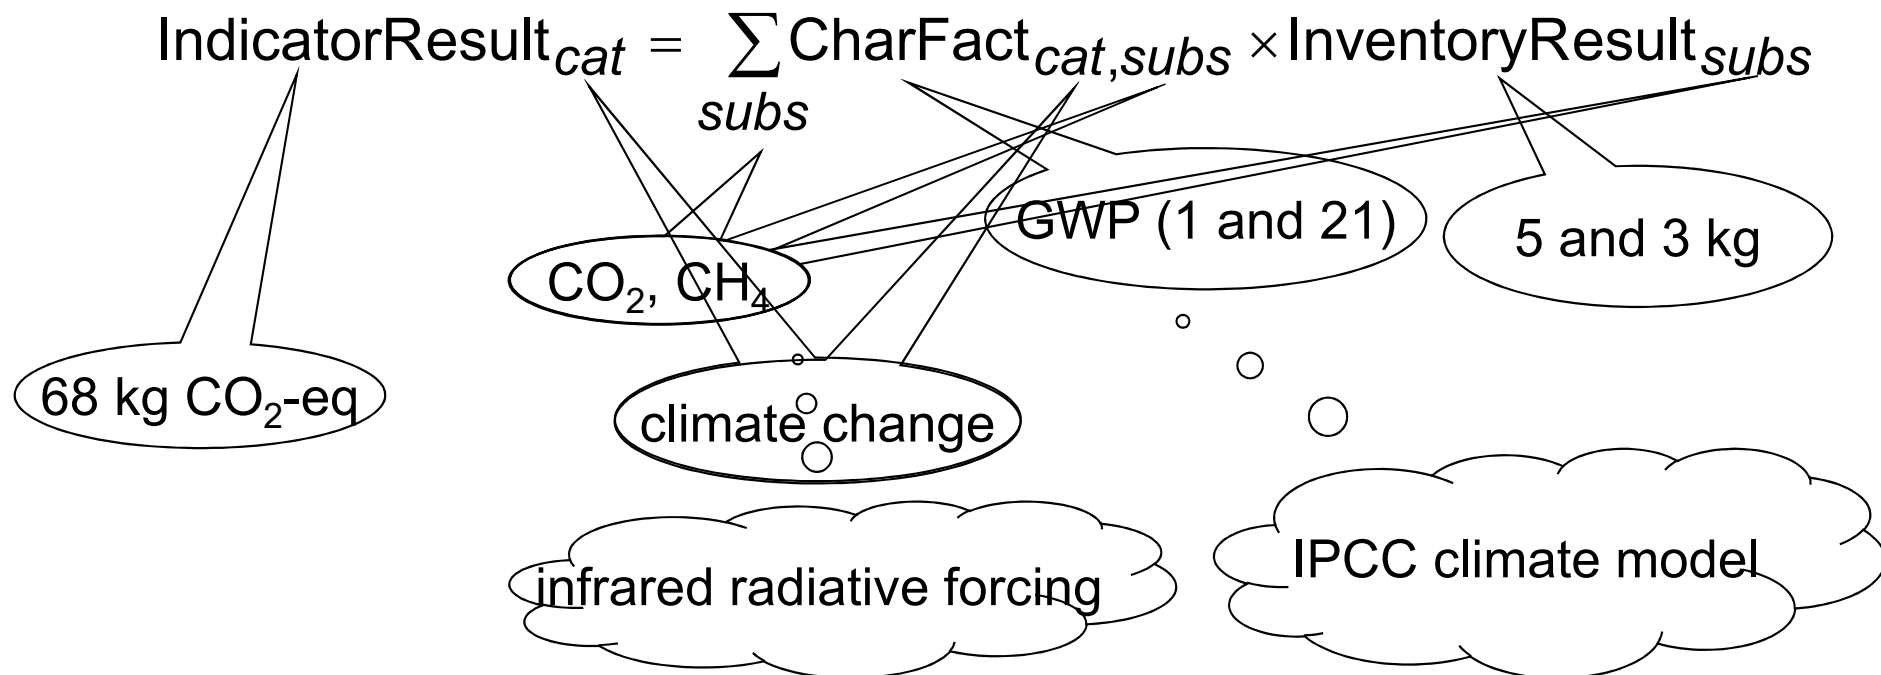 IndicatorResult_cat = ∑ CharFact_cat,subs × InventoryResult_subs
subs
GWP (1 and 21)
5 and 3 kg
CO₂, CH₄
68 kg CO₂-eq
climate change
infrared radiative forcing
IPCC climate model